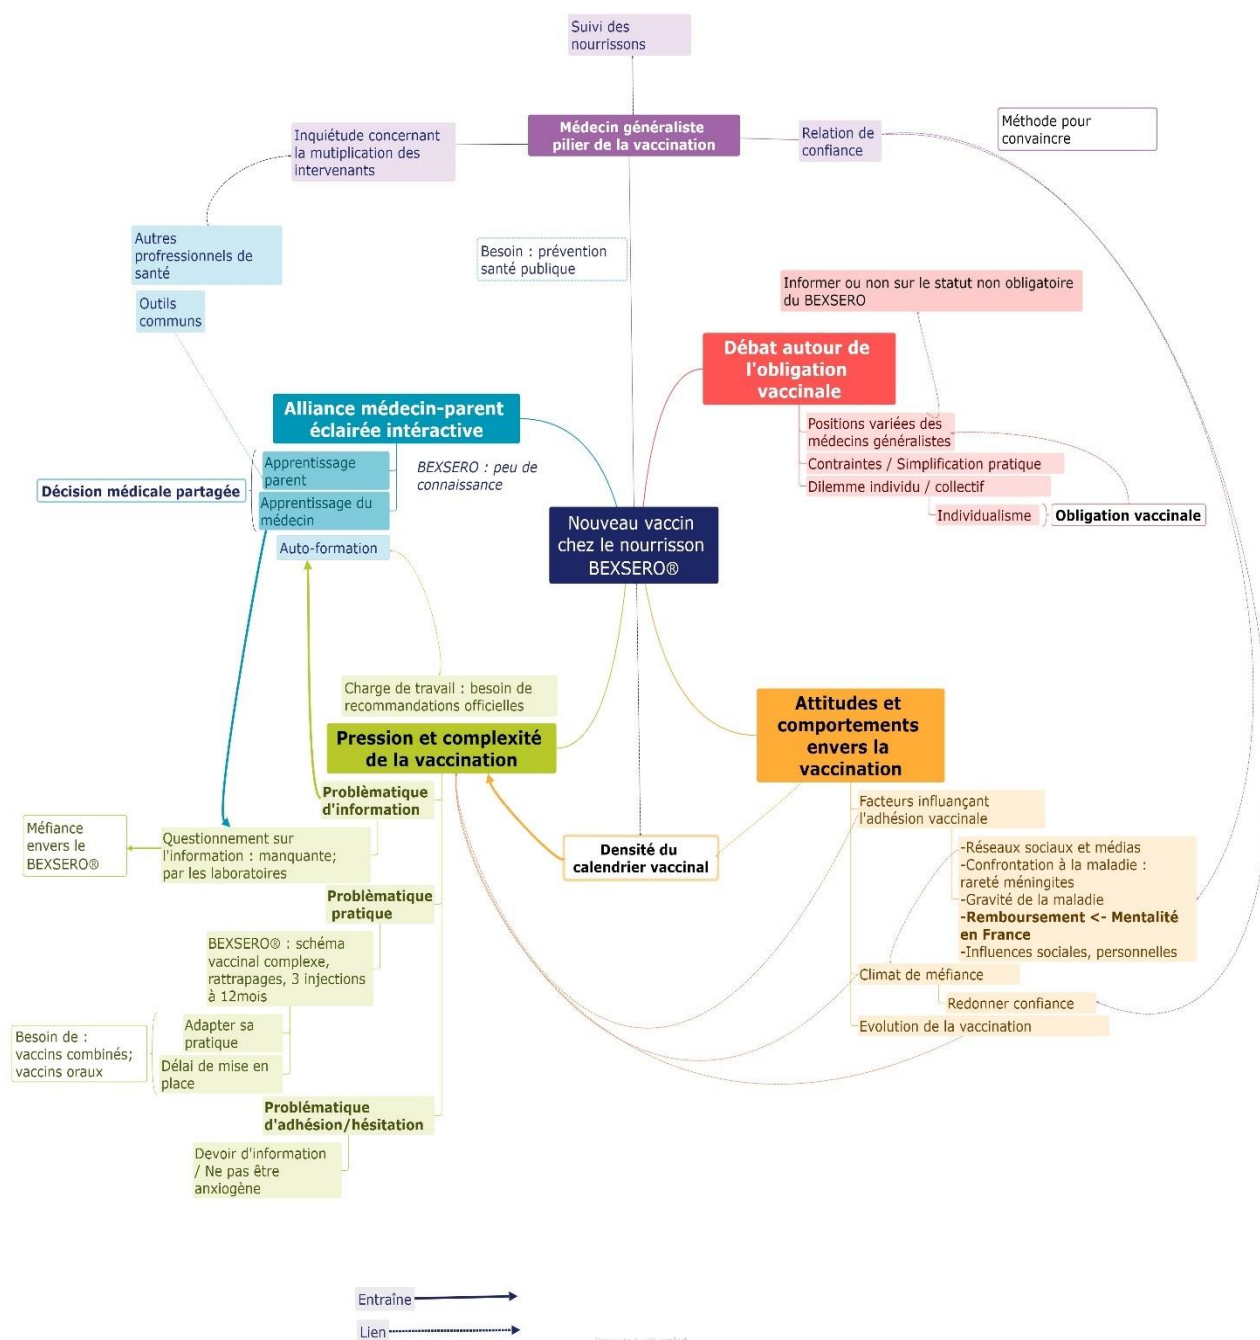 Suivi des
nourrissons
Médecin généraliste
pilier de la vaccination
Relation de
confiance
Méthode pour
convaincre
Inquiétude concernant
la mutiplication des
intervenants
Autres
profressionnels de
santé
Outils
communs
Besoin : prévention
santé publique
Informer ou non sur le statut non obligatoire
du BEXSERO
Débat autour de
l'obligation
vaccinale
Positions variées des
médecins généralistes
Contraintes / Simplification pratique
Dilemme individu / collectif
Individualisme
Obligation vaccinale
Alliance médecin-parent
éclairée intéractive
Apprentissage
parent
Apprentissage du
médecin
Décision médicale partagée
BEXSERO : peu de
connaissance
Auto-formation
Nouveau vaccin
chez le nourrisson
BEXSERO®
Charge de travail : besoin de
recommandations officielles
Pression et complexité
de la vaccination
Problèmatique
d'information
Questionnement sur
l'information : manquante;
par les laboratoires
Méfiance
envers le
BEXSERO®
Problèmatique
pratique
BEXSERO® : schéma
vaccinal complexe,
rattrapages, 3 injections
à 12mois
Adapter sa
pratique
Délai de mise en
place
Besoin de :
vaccins combinés;
vaccins oraux
Problématique
d'adhésion/hésitation
Devoir d'information
/ Ne pas être
anxiogène
Densité du
calendrier vaccinal
Attitudes et
comportements
envers la
vaccination
Facteurs influançant
l'adhésion vaccinale
-Réseaux sociaux et médias
-Confrontation à la maladie :
rareté méningites
-Gravité de la maladie
-Remboursement <- Mentalité
en France
-Influences sociales, personnelles
Climat de méfiance
Redonner confiance
Evolution de la vaccination
Entraîne
Lien